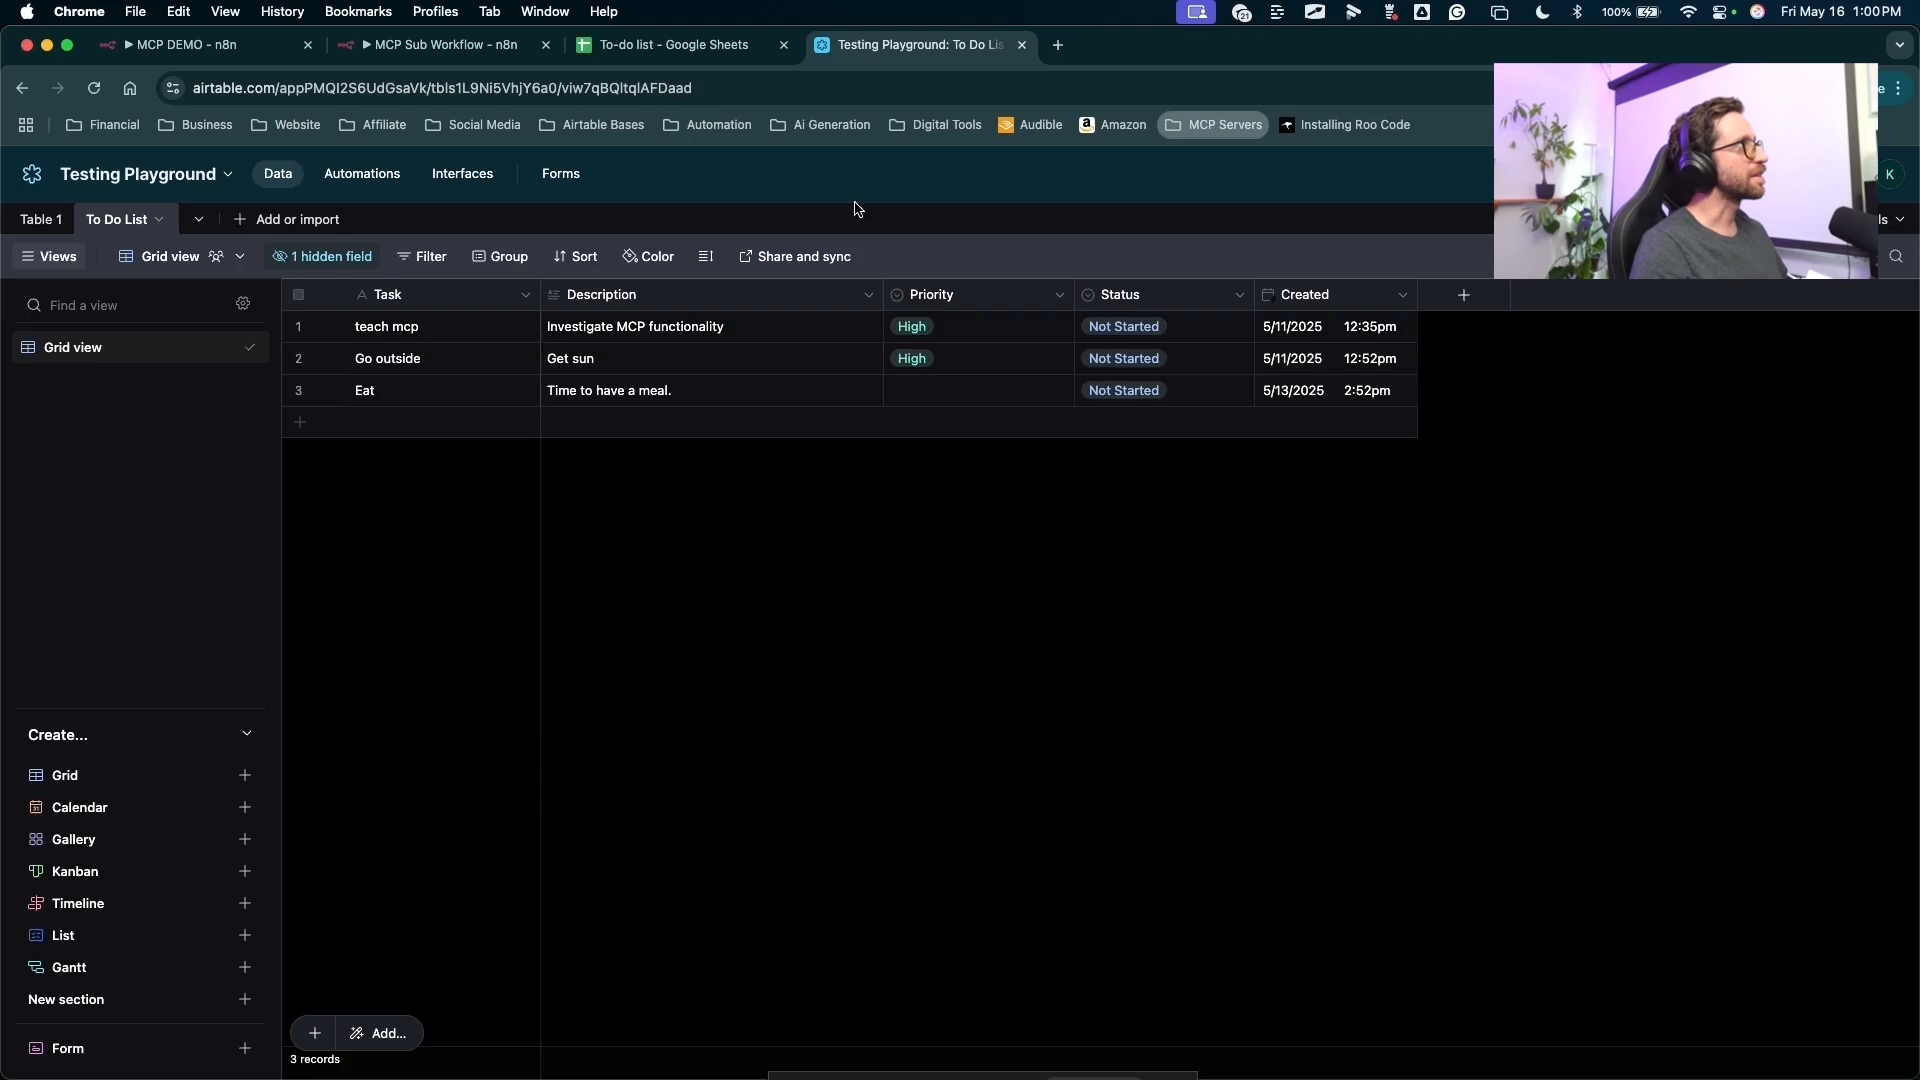 Chrome File Edit View History Bookmarks Profiles Tab Window Help 21 100% Fri May 16 1:00 PM
MCP DEMO - n8n MCP Sub Workflow - n8n To-do list - Google Sheets Testing Playground: To Do Lis
airtable.com/appPMQI2S6UdGsaVk/tbls1L9Ni5VhjY6a0/viw7qBQltqIAFDaad
Financial Business Website Affiliate Social Media Airtable Bases Automation Ai Generation Digital Tools Audible Amazon MCP Servers Installing Roo Code
Testing Playground Data Automations Interfaces Forms K
Table 1 To Do List Add or import
Views Grid view 1 hidden field Filter Group Sort Color Share and sync
Find a view
Grid view
Task Description Priority Status Created
1 teach mcp Investigate MCP functionality High Not Started 5/11/2025 12:35pm
2 Go outside Get sun High Not Started 5/11/2025 12:52pm
3 Eat Time to have a meal. Not Started 5/13/2025 2:52pm
Create...
Grid
Calendar
Gallery
Kanban
Timeline
List
Gantt
New section
Form
Add...
3 records